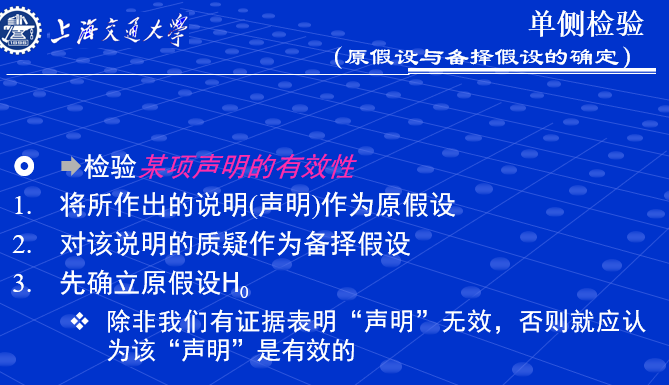 上海交通大学
单侧检验
(原假设与备择假设的确定)
检验某项声明的有效性
1. 将所作出的说明(声明)作为原假设
2. 对该说明的质疑作为备择假设
3. 先确立原假设H0
❖ 除非我们有证据表明“声明”无效，否则就应认
为该“声明”是有效的